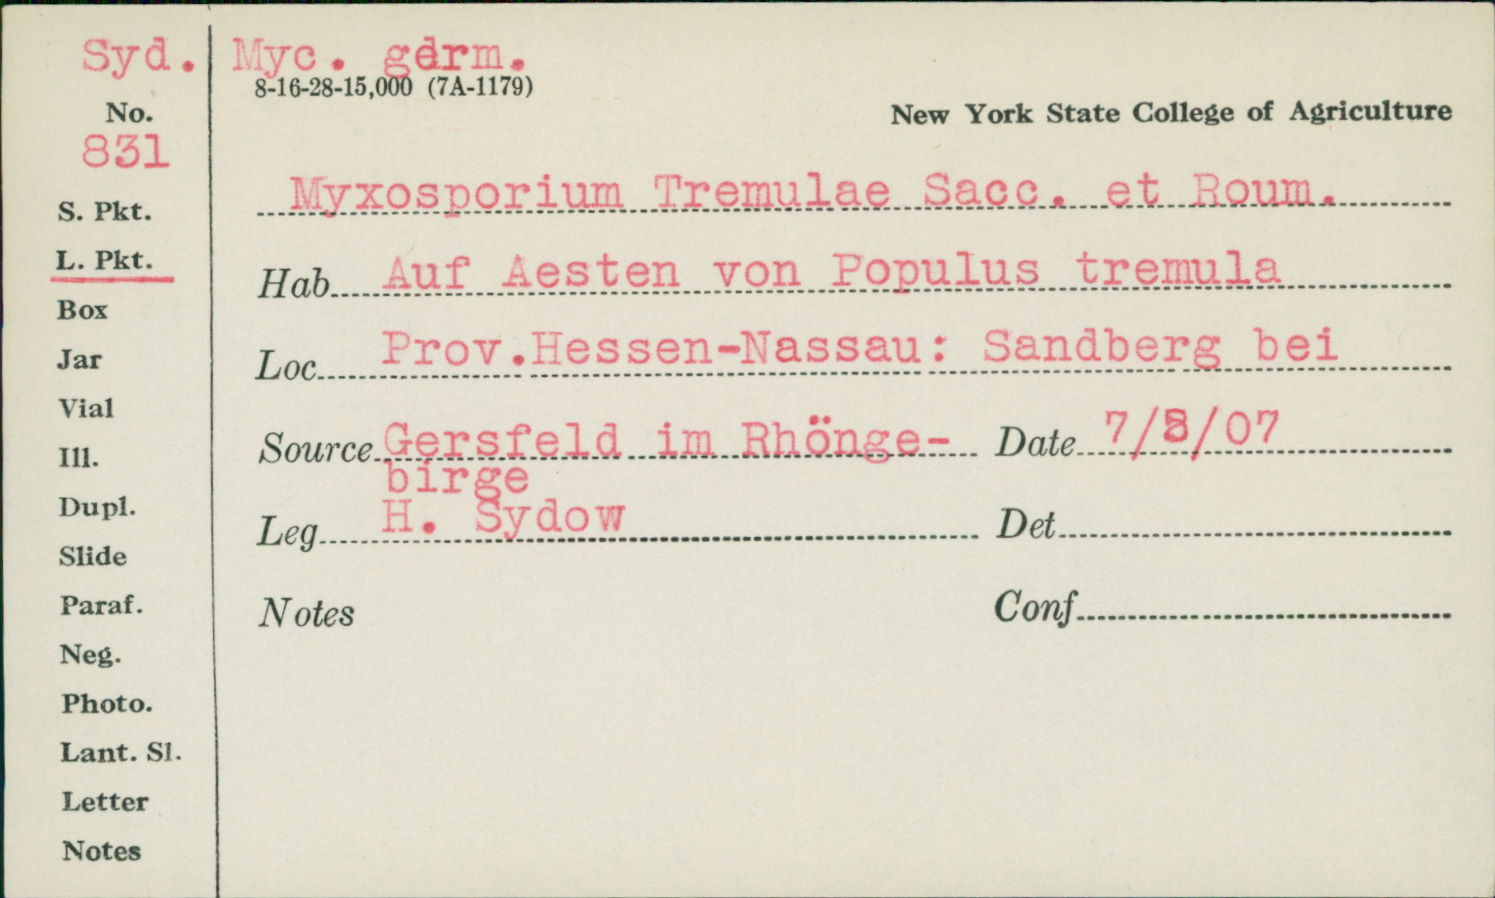 Syd. Myc. germ.
8-16-28-15,000 (7A-1179)
No.
New York State College of Agriculture
831
Myxosporium Tremulae Sacc. et Roum.
S. Pkt.
L. Pkt.
Hab Auf Aesten von Populus tremula
Box
Loc Prov.Hessen-Nassau: Sandberg bei
Jar
Vial
Source Gersfeld im Rhönge- Date 7/8/07
birge
Ill.
Dupl.
Leg H. Sydow Det
Slide
Paraf.
Notes Conf
Neg.
Photo.
Lant. Sl.
Letter
Notes